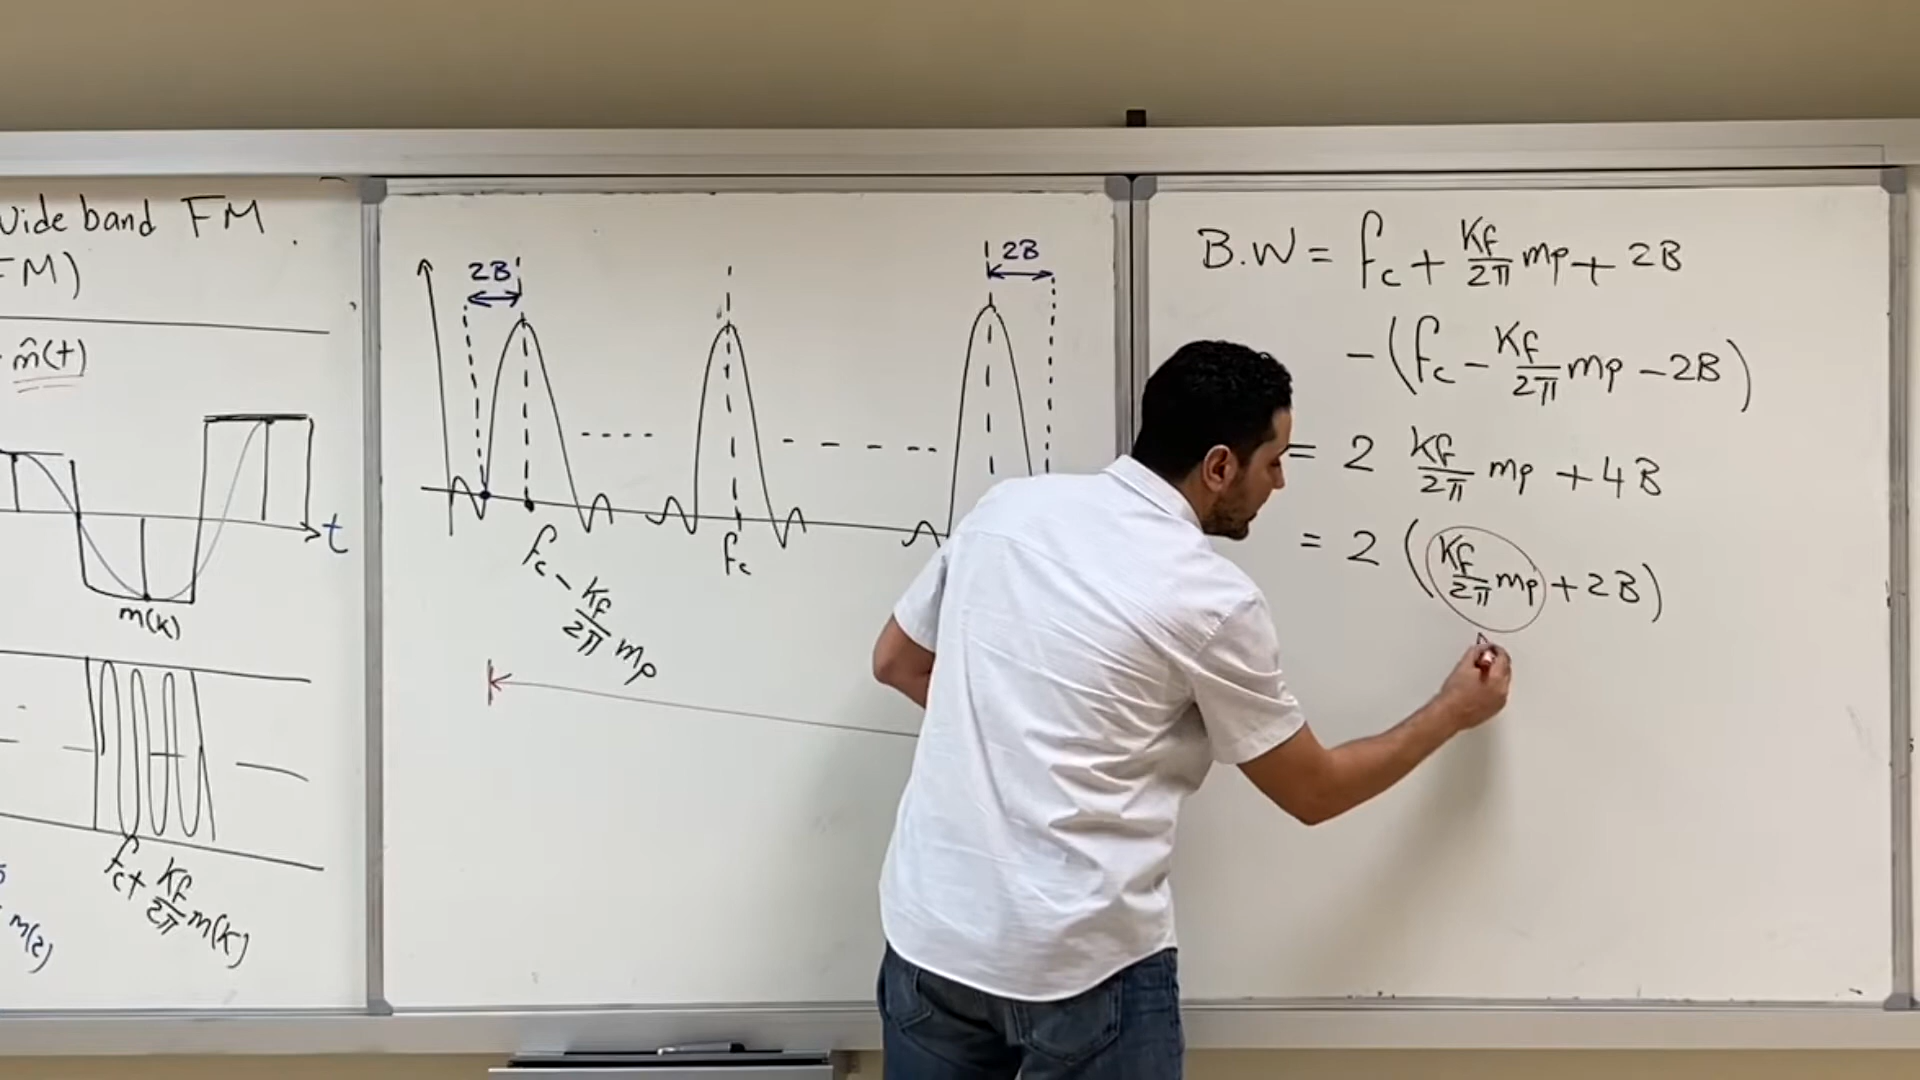 Wide band FM
FM)
m̂(t)
t
m(k)
fc + Kf/2π m(k)
m(2)
2B
2B
fc - Kf/2π mp
fc
B.W = fc + Kf/2π mp + 2B
- (fc - Kf/2π mp - 2B)
= 2 Kf/2π mp + 4B
= 2 (Kf/2π mp + 2B)